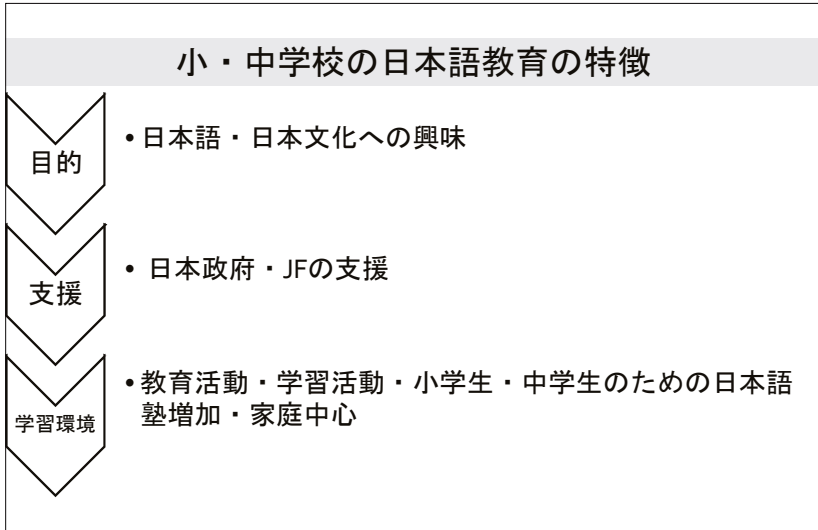 小・中学校の日本語教育の特徴
目的
•日本語・日本文化への興味
支援
• 日本政府・JFの支援
学習環境
•教育活動・学習活動・小学生・中学生のための日本語
塾増加・家庭中心